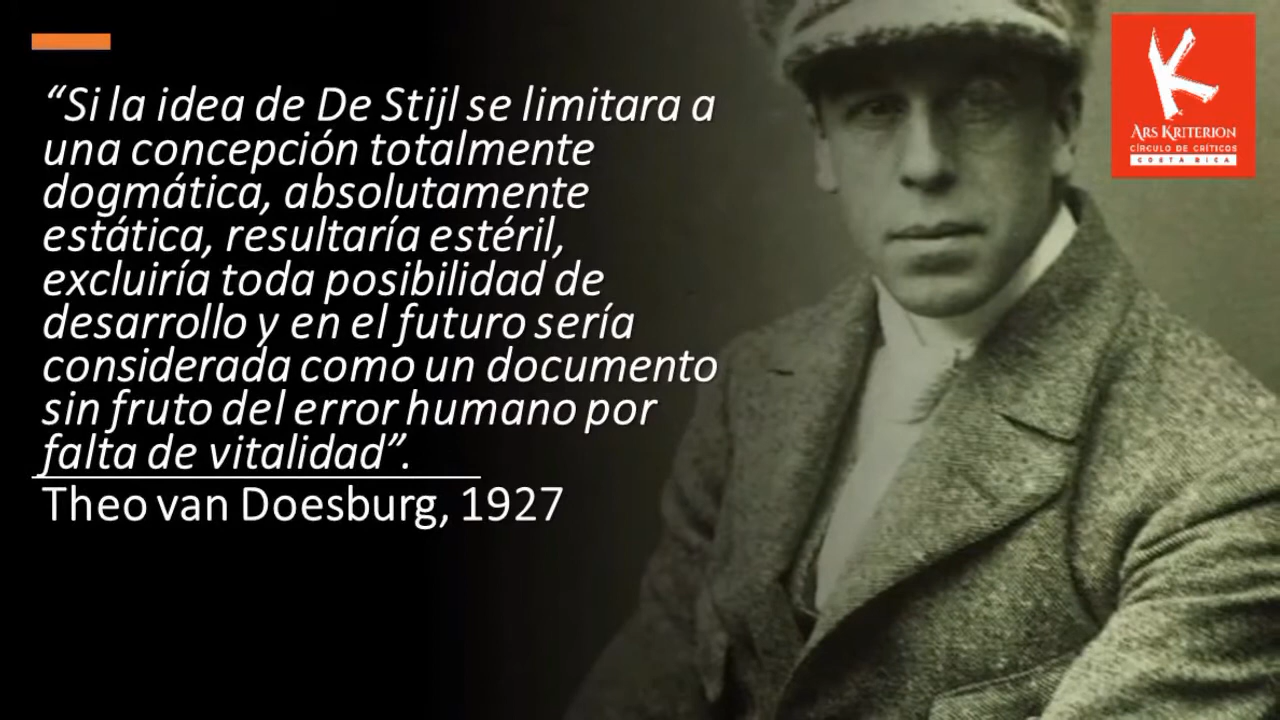 “Si la idea de De Stijl se limitara a
una concepción totalmente
dogmática, absolutamente
estática, resultaría estéril,
excluiría toda posibilidad de
desarrollo y en el futuro sería
considerada como un documento
sin fruto del error humano por
falta de vitalidad”.
Theo van Doesburg, 1927
K
ARS KRITERION
CÍRCULO DE CRÍTICOS
COSTA RICA